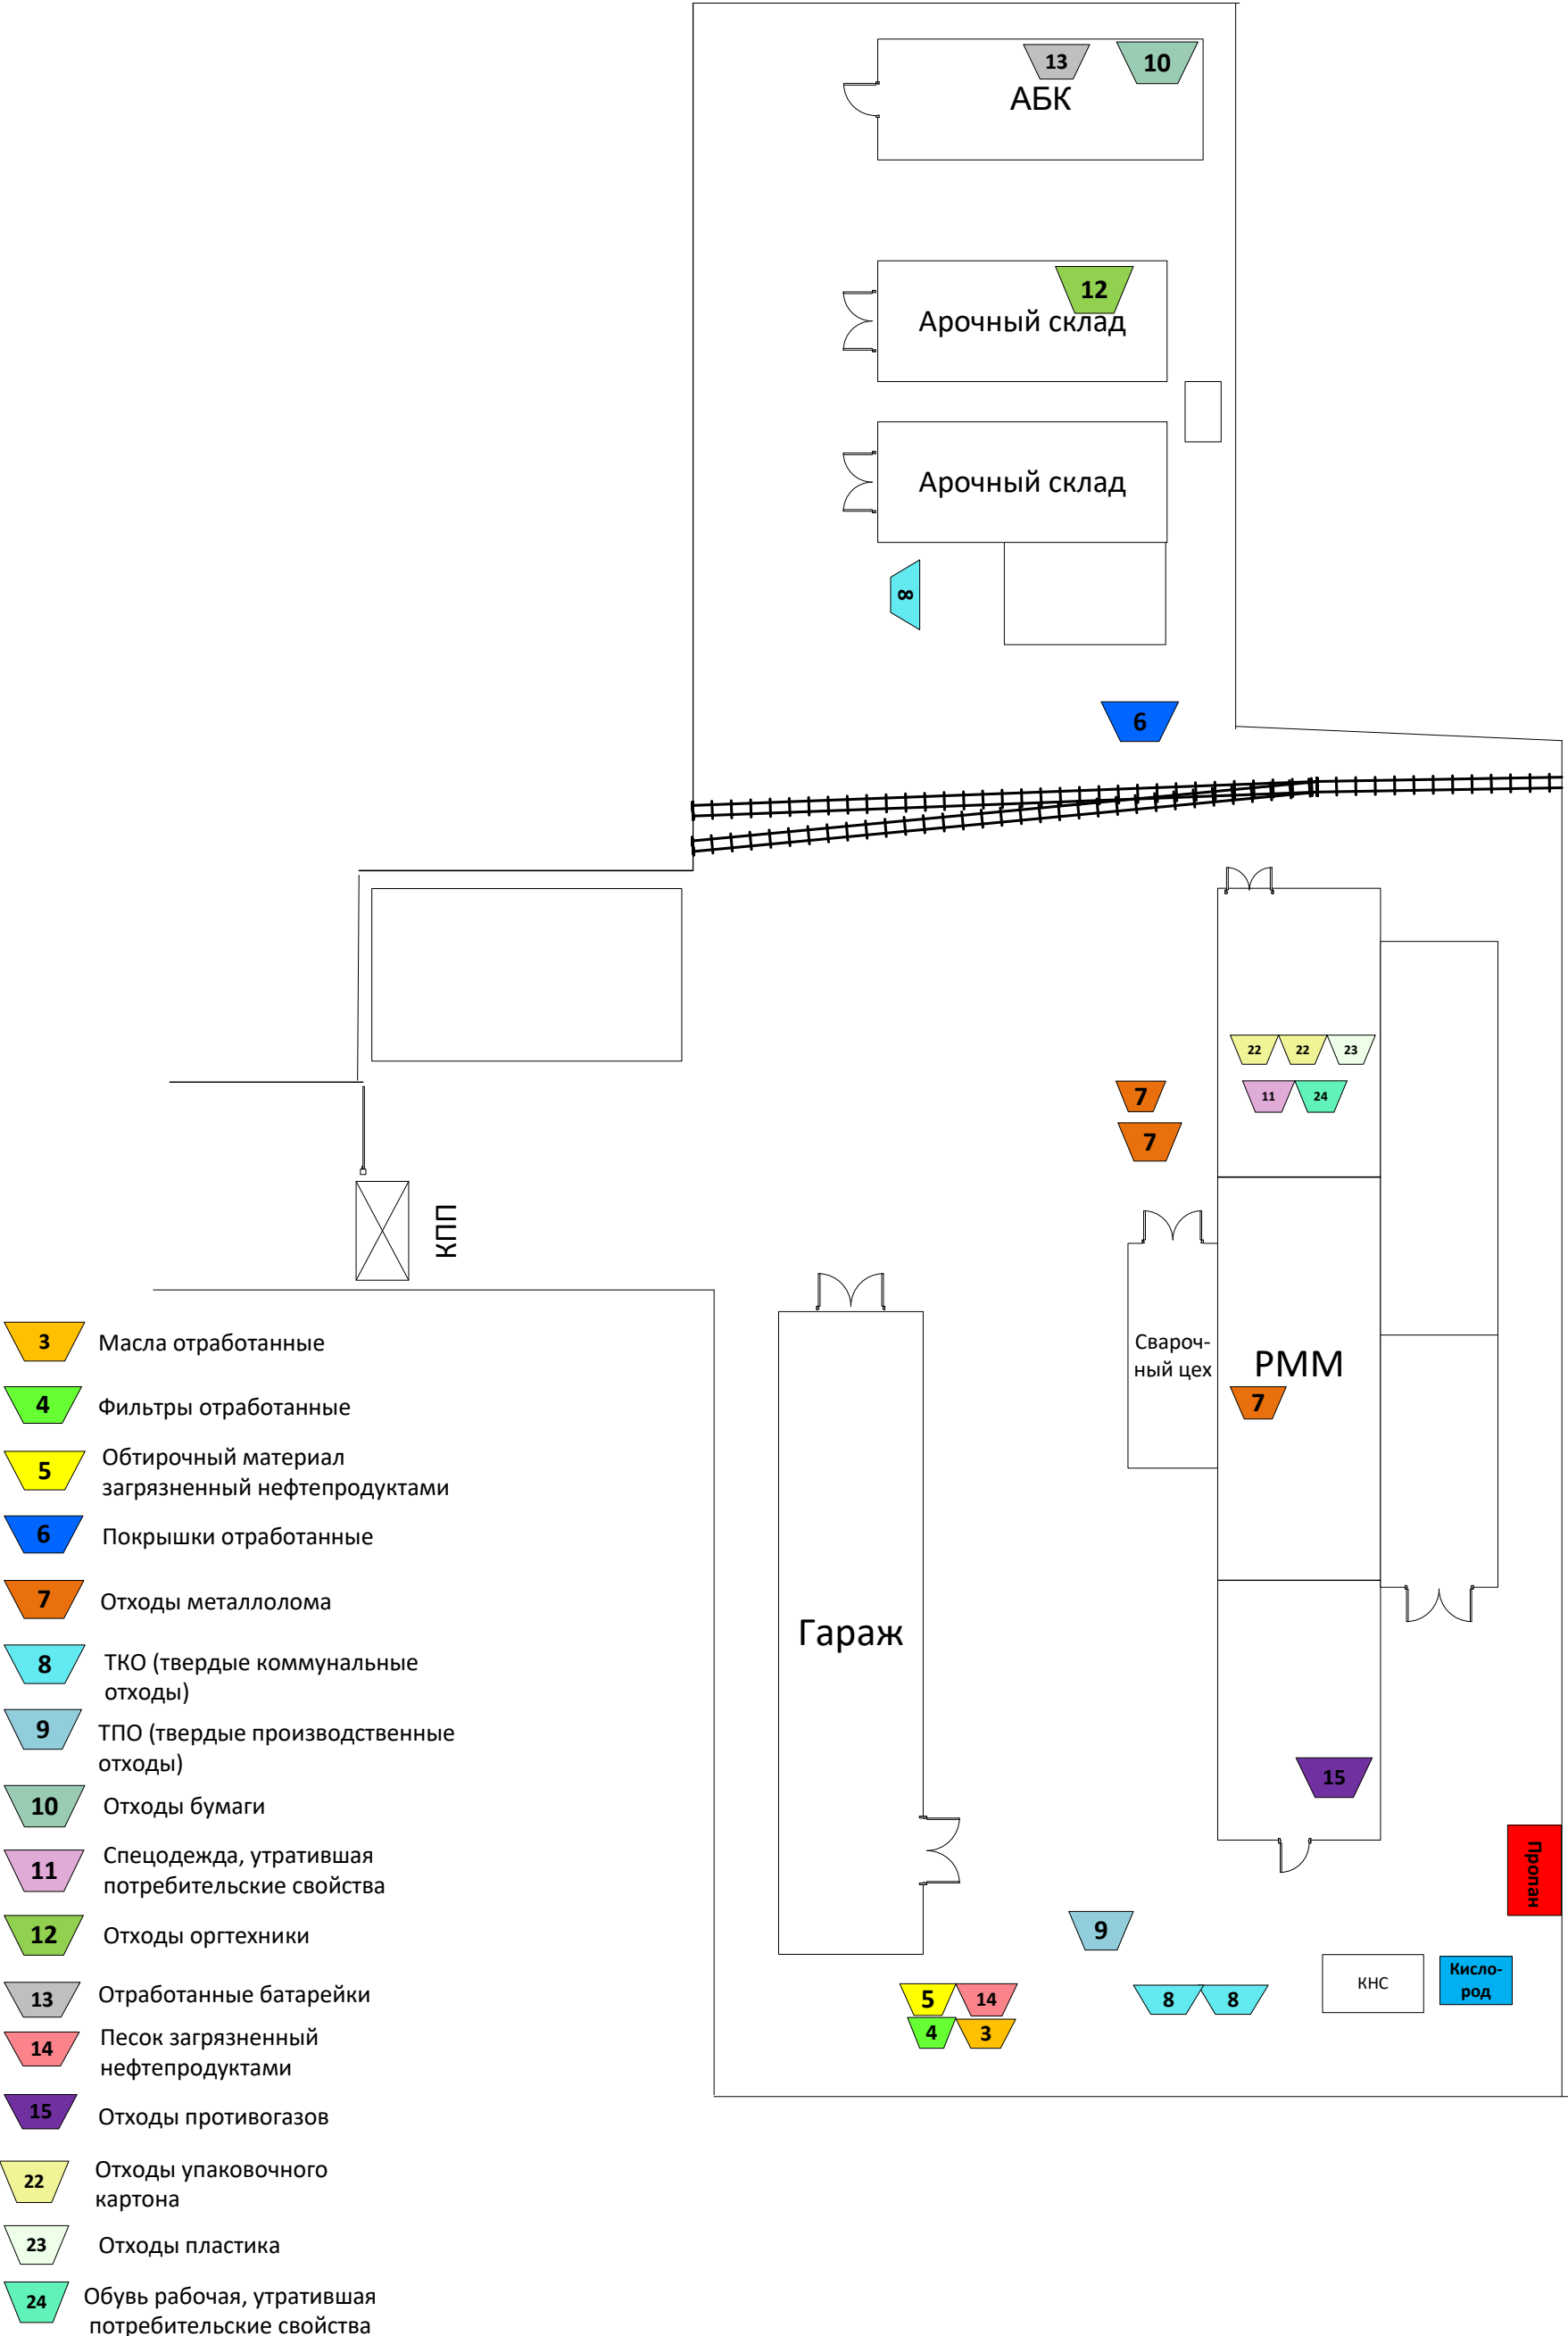 13
10
АБК
12
Арочный склад
Арочный склад
8
6
22
22
23
11
24
7
7
КПП
Свароч-
ный цех
РММ
7
Гараж
15
Пропан
9
КНС
Кисло-
род
5
14
8
8
4
3
3 Масла отработанные
4 Фильтры отработанные
5 Обтирочный материал
загрязненный нефтепродуктами
6 Покрышки отработанные
7 Отходы металлолома
8 ТКО (твердые коммунальные
отходы)
9 ТПО (твердые производственные
отходы)
10 Отходы бумаги
11 Спецодежда, утратившая
потребительские свойства
12 Отходы оргтехники
13 Отработанные батарейки
14 Песок загрязненный
нефтепродуктами
15 Отходы противогазов
22 Отходы упаковочного
картона
23 Отходы пластика
24 Обувь рабочая, утратившая
потребительские свойства